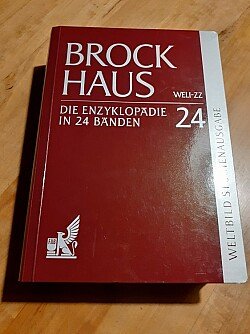 BROCK
HAUS
WELI-ZZ
DIE ENZYKLOPÄDIE
IN 24 BÄNDEN
24
WELTBILD